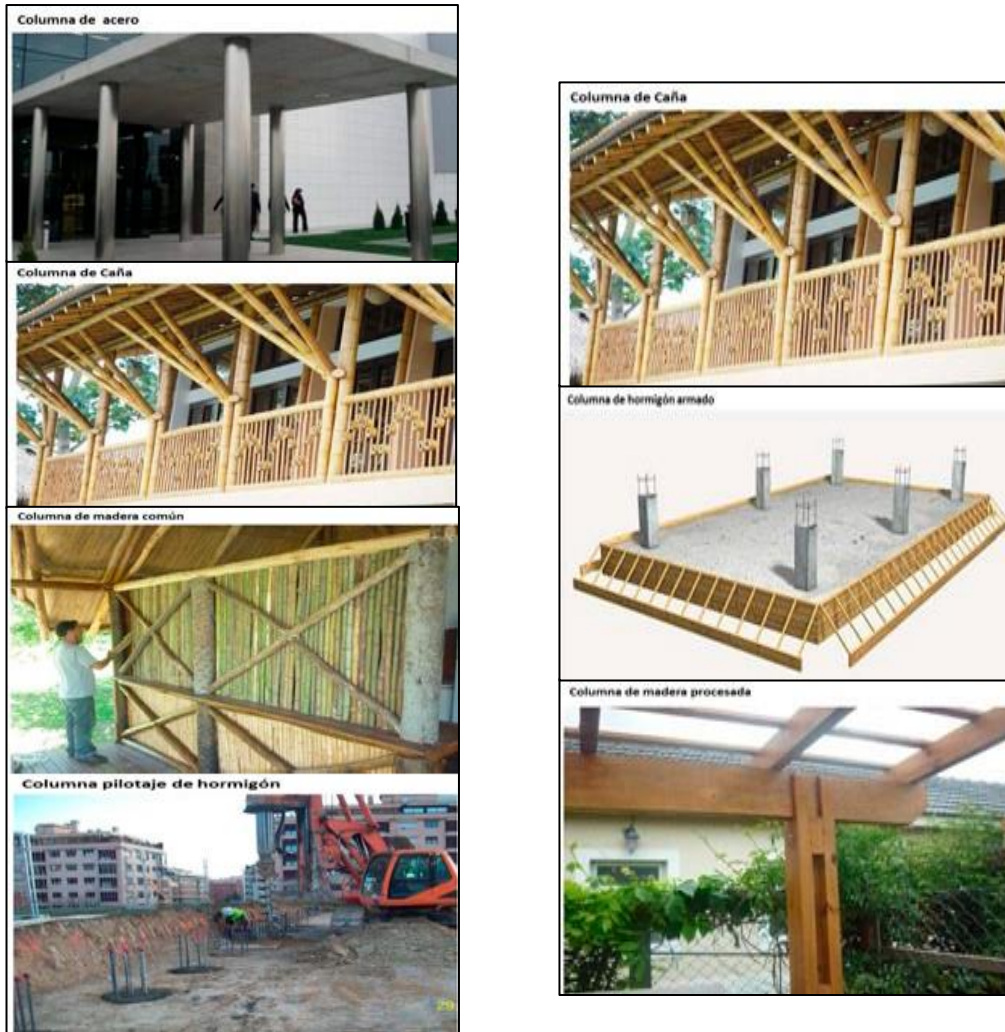 Columna de acero
Columna de Caña
Columna de madera común
Columna pilotaje de hormigón
29
Columna de Caña
Columna de hormigón armado
Columna de madera procesada